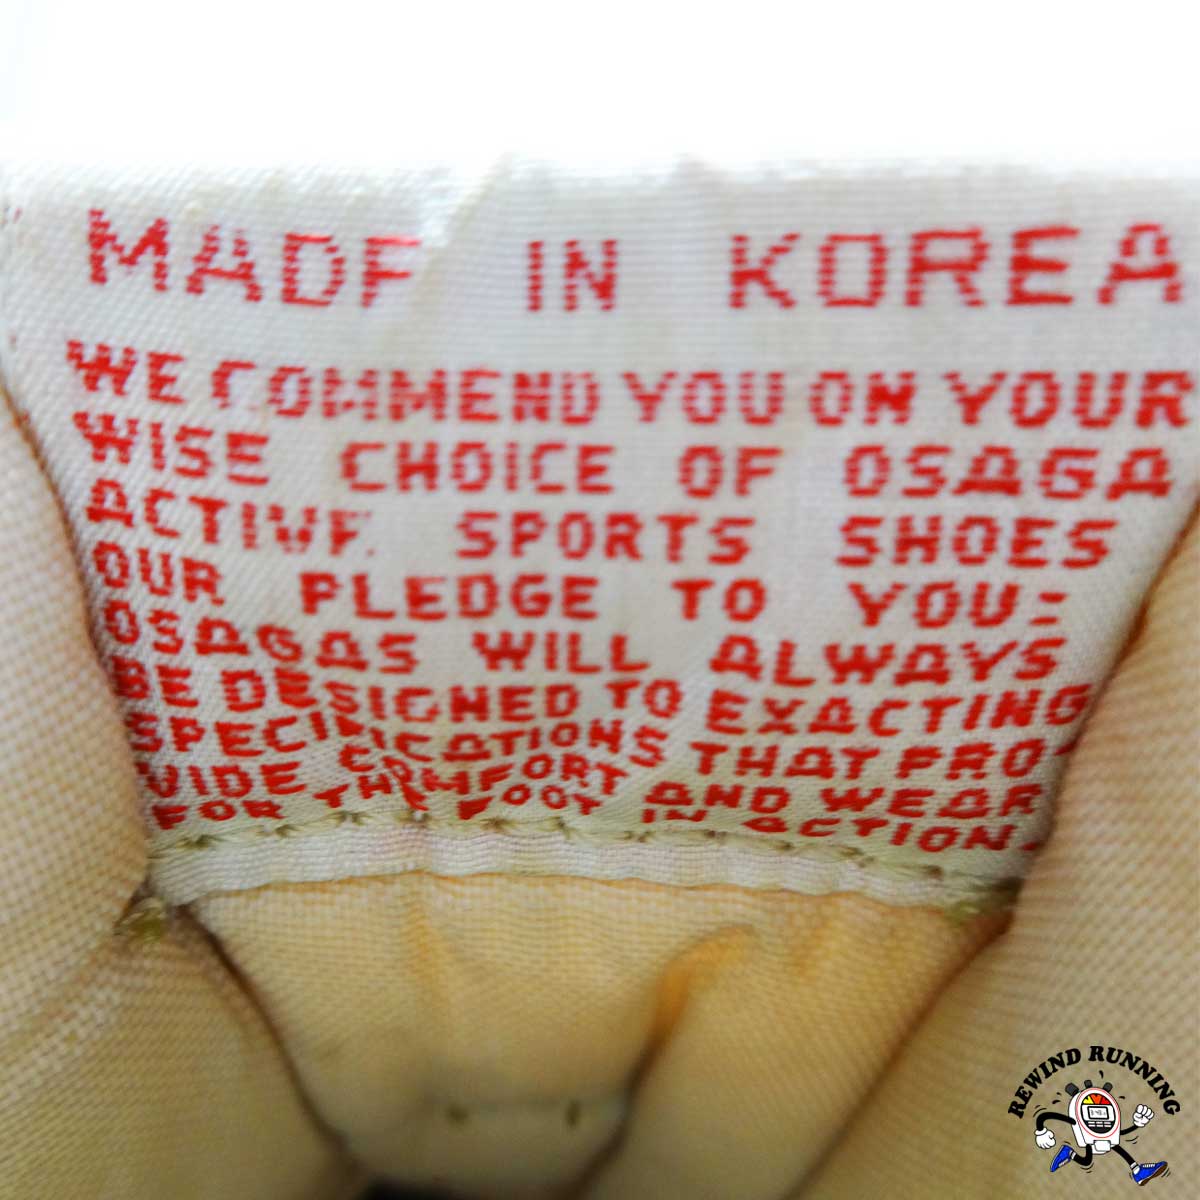 MADE IN KOREA
WE COMMEND YOU ON YOUR
WISE CHOICE OF OSAGA
ACTIVE SPORTS SHOES
OUR PLEDGE TO YOU:
OSAGAS WILL ALWAYS
BE DESIGNED TO EXACTING
SPECIFICATIONS THAT PRO-
VIDE COMFORT AND WEAR
FOR THE FOOT IN ACTION.
REWIND RUNNING